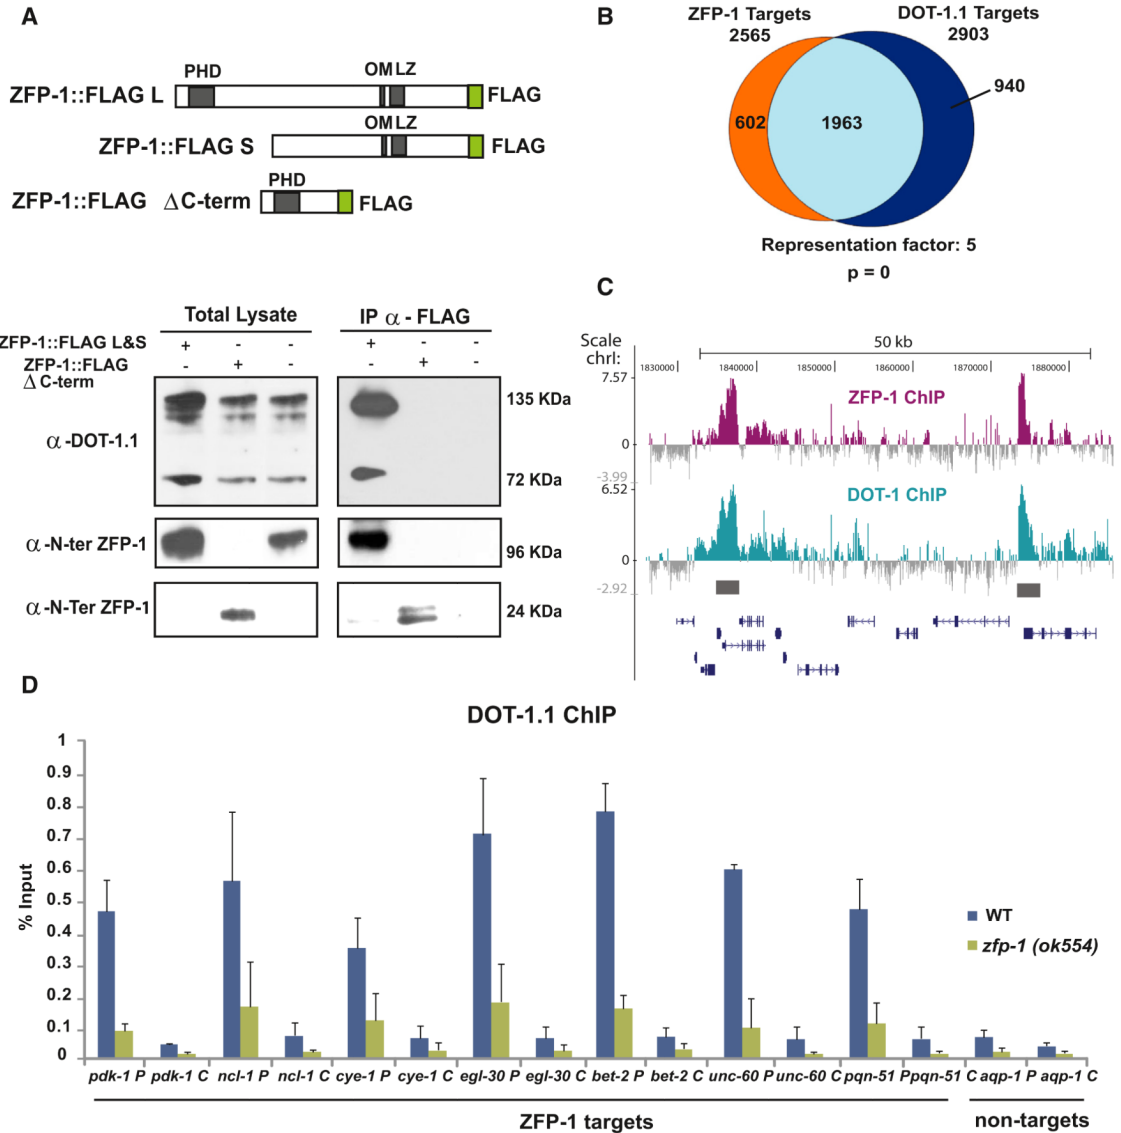 A
PHD
OM LZ
ZFP-1::FLAG L
FLAG
OM LZ
ZFP-1::FLAG S
FLAG
PHD
ZFP-1::FLAG ΔC-term
FLAG
Total Lysate
IP α - FLAG
ZFP-1::FLAG L&S
+ - - + - -
ZFP-1::FLAG
Δ C-term
- + - - + -
α-DOT-1.1
135 KDa
72 KDa
α-N-ter ZFP-1
96 KDa
α-N-Ter ZFP-1
24 KDa
B
ZFP-1 Targets
2565
DOT-1.1 Targets
2903
940
602
1963
Representation factor: 5
p = 0
C
Scale
50 kb
chrI:
1830000 1840000 1850000 1860000 1870000 1880000
7.57
ZFP-1 ChIP
0
-3.99
6.52
DOT-1 ChIP
0
-2.92
D
DOT-1.1 ChIP
% Input
1
0.9
0.8
0.7
0.6
0.5
0.4
0.3
0.2
0.1
0
WT
zfp-1 (ok554)
pdk-1 P pdk-1 C ncl-1 P ncl-1 C cye-1 P cye-1 C egl-30 P egl-30 C bet-2 P bet-2 C unc-60 P unc-60 C pqn-51 P pqn-51 C aqp-1 P aqp-1 C
ZFP-1 targets
non-targets